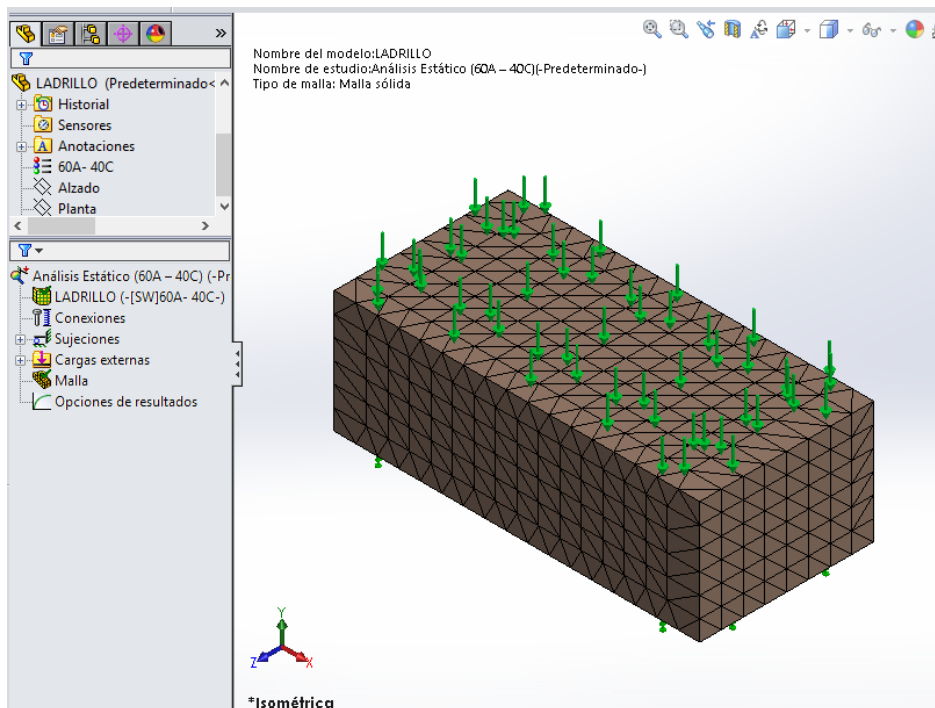 »
LADRILLO (Predeterminado<
Historial
Sensores
A Anotaciones
60A- 40C
Alzado
Planta
Análisis Estático (60A – 40C) (-Pr
LADRILLO (-[SW]60A- 40C-)
Conexiones
Sujeciones
Cargas externas
Malla
Opciones de resultados
Nombre del modelo:LADRILLO
Nombre de estudio:Análisis Estático (60A – 40C)(-Predeterminado-)
Tipo de malla: Malla sólida
Y
Z X
*Isométrica